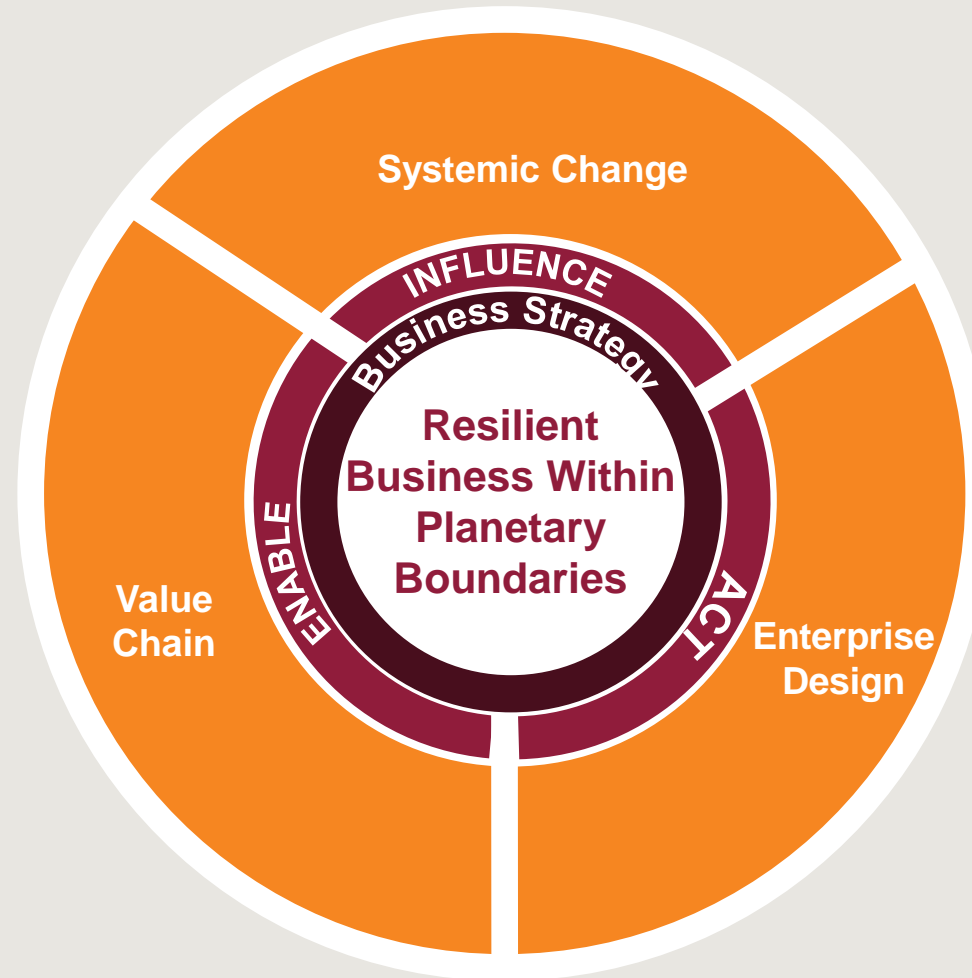 Systemic Change
INFLUENCE
Business Strategy
Resilient
Business Within
Planetary
Boundaries
ENABLE
ACT
Value
Chain
Enterprise
Design